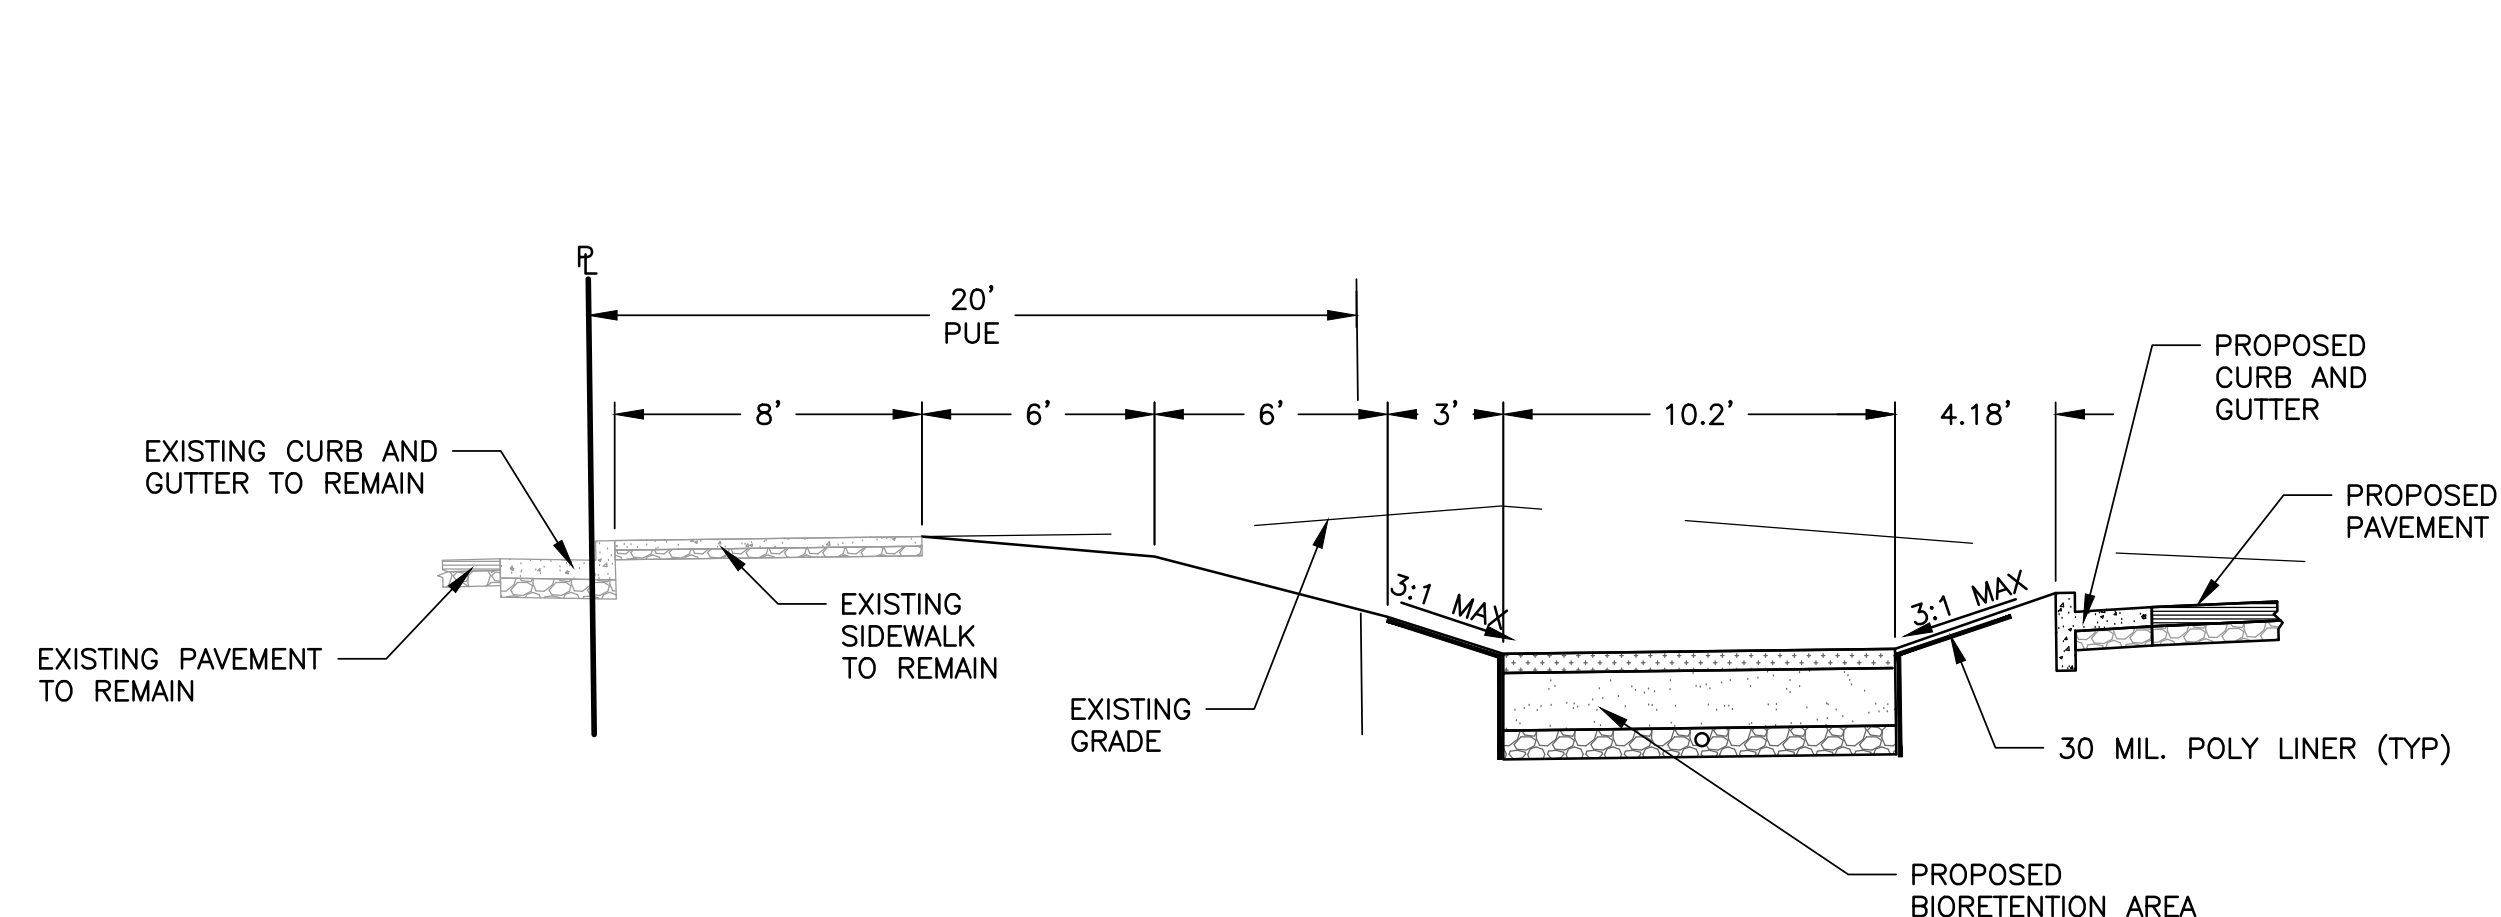 PL
20'
PUE
8'
6'
6'
3'
10.2'
4.18'
PROPOSED
CURB AND
GUTTER
EXISTING CURB AND
GUTTER TO REMAIN
PROPOSED
PAVEMENT
3:1 MAX
3:1 MAX
EXISTING
SIDEWALK
TO REMAIN
EXISTING PAVEMENT
TO REMAIN
EXISTING
GRADE
30 MIL. POLY LINER (TYP)
PROPOSED
BIORETENTION AREA